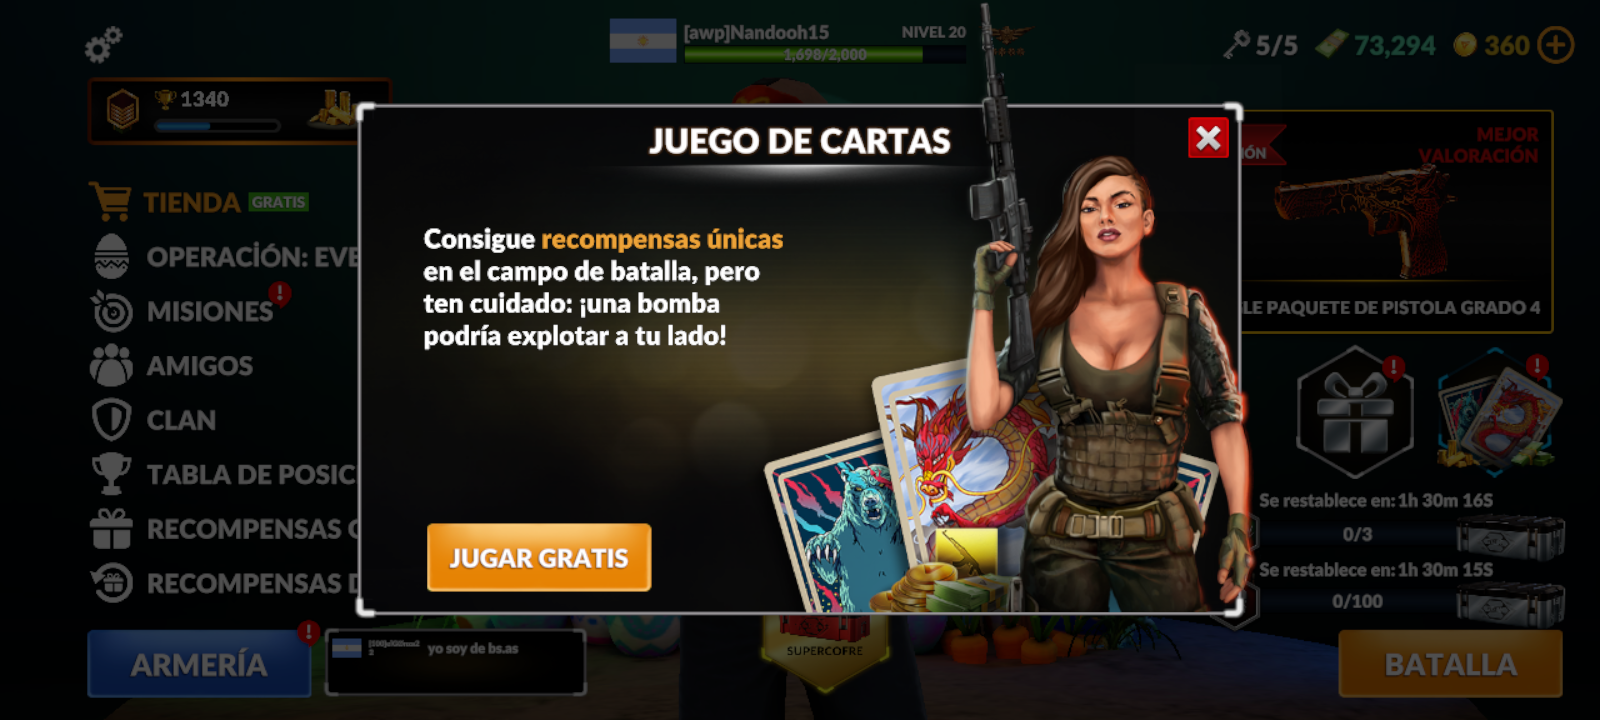 [awp]Nandooh15
NIVEL 20
1,698/2,000
5/5
73,294
360
1340
TIENDA GRATIS
OPERACIÓN: EVE
MISIONES
AMIGOS
CLAN
TABLA DE POSIC
RECOMPENSAS
RECOMPENSAS
ARMERÍA
yo soy de bs.as
JUEGO DE CARTAS
Consigue recompensas únicas
en el campo de batalla, pero
ten cuidado: ¡una bomba
podría explotar a tu lado!
JUGAR GRATIS
SUPERCOFRE
IÓN
MEJOR
VALORACIÓN
LE PAQUETE DE PISTOLA GRADO 4
Se restablece en: 1h 30m 16S
0/3
Se restablece en: 1h 30m 15S
0/100
BATALLA